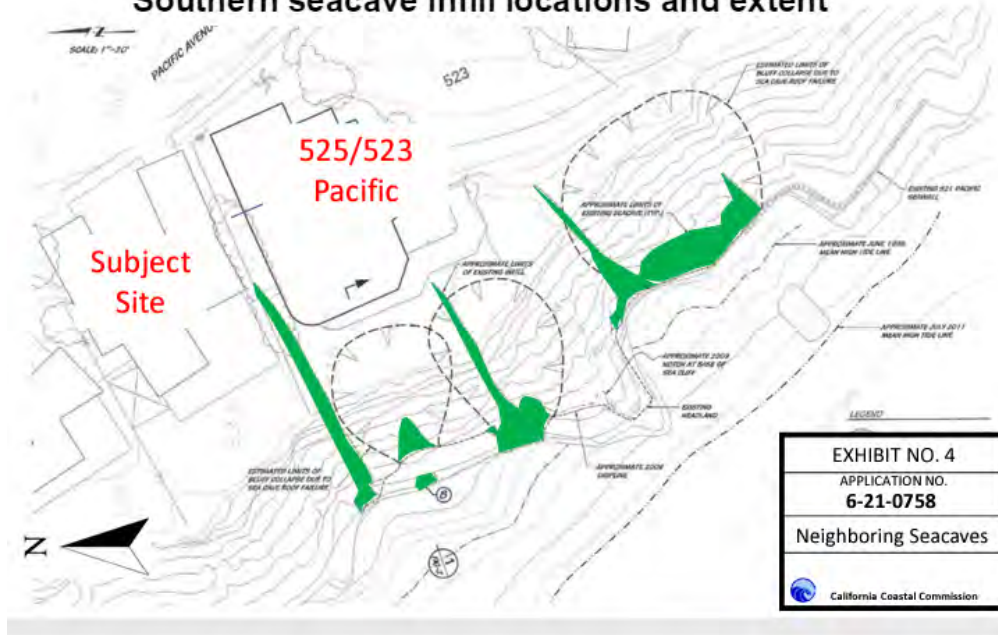 Southern seacave infill locations and extent
Z
SCALE: 1"=20'
PACIFIC AVENU
523
ESTIMATED LIMITS OF
BLUFF COLLAPSE DUE TO
SEA CAVE ROOF FAILURE
525/523
Pacific
APPROXIMATE LIMITS OF
EXISTING SEACAVE (TYP.)
EXISTING 521 PACIFIC
SEAWALL
Subject
Site
APPROXIMATE LIMITS
OF EXISTING INFILL
APPROXIMATE JUNE 1998
MEAN HIGH TIDE LINE
APPROXIMATE JULY 2011
MEAN HIGH TIDE LINE
APPROXIMATE 2009
NOTCH AT BASE OF
SEA CLIFF
EXISTING
HEADLAND
LEGEND
ESTIMATED LIMITS OF
BLUFF COLLAPSE DUE TO
SEA CAVE ROOF FAILURE
APPROXIMATE 2009
DRIPLINE
8
1
N
EXHIBIT NO. 4
APPLICATION NO.
6-21-0758
Neighboring Seacaves
California Coastal Commission